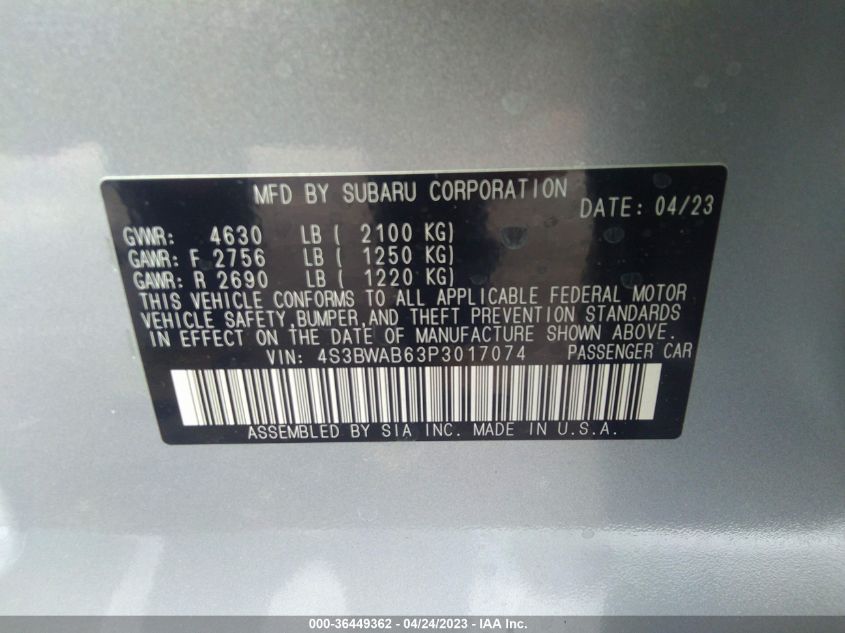 MFD BY SUBARU CORPORATION
DATE: 04/23
GVWR: 4630 LB ( 2100 KG)
GAWR: F 2756 LB ( 1250 KG)
GAWR: R 2690 LB ( 1220 KG)
THIS VEHICLE CONFORMS TO ALL APPLICABLE FEDERAL MOTOR
VEHICLE SAFETY,BUMPER,AND THEFT PREVENTION STANDARDS
IN EFFECT ON THE DATE OF MANUFACTURE SHOWN ABOVE.
VIN: 4S3BWAB63P3017074 PASSENGER CAR
ASSEMBLED BY SIA INC. MADE IN U.S.A.
000-36449362 - 04/24/2023 - IAA Inc.